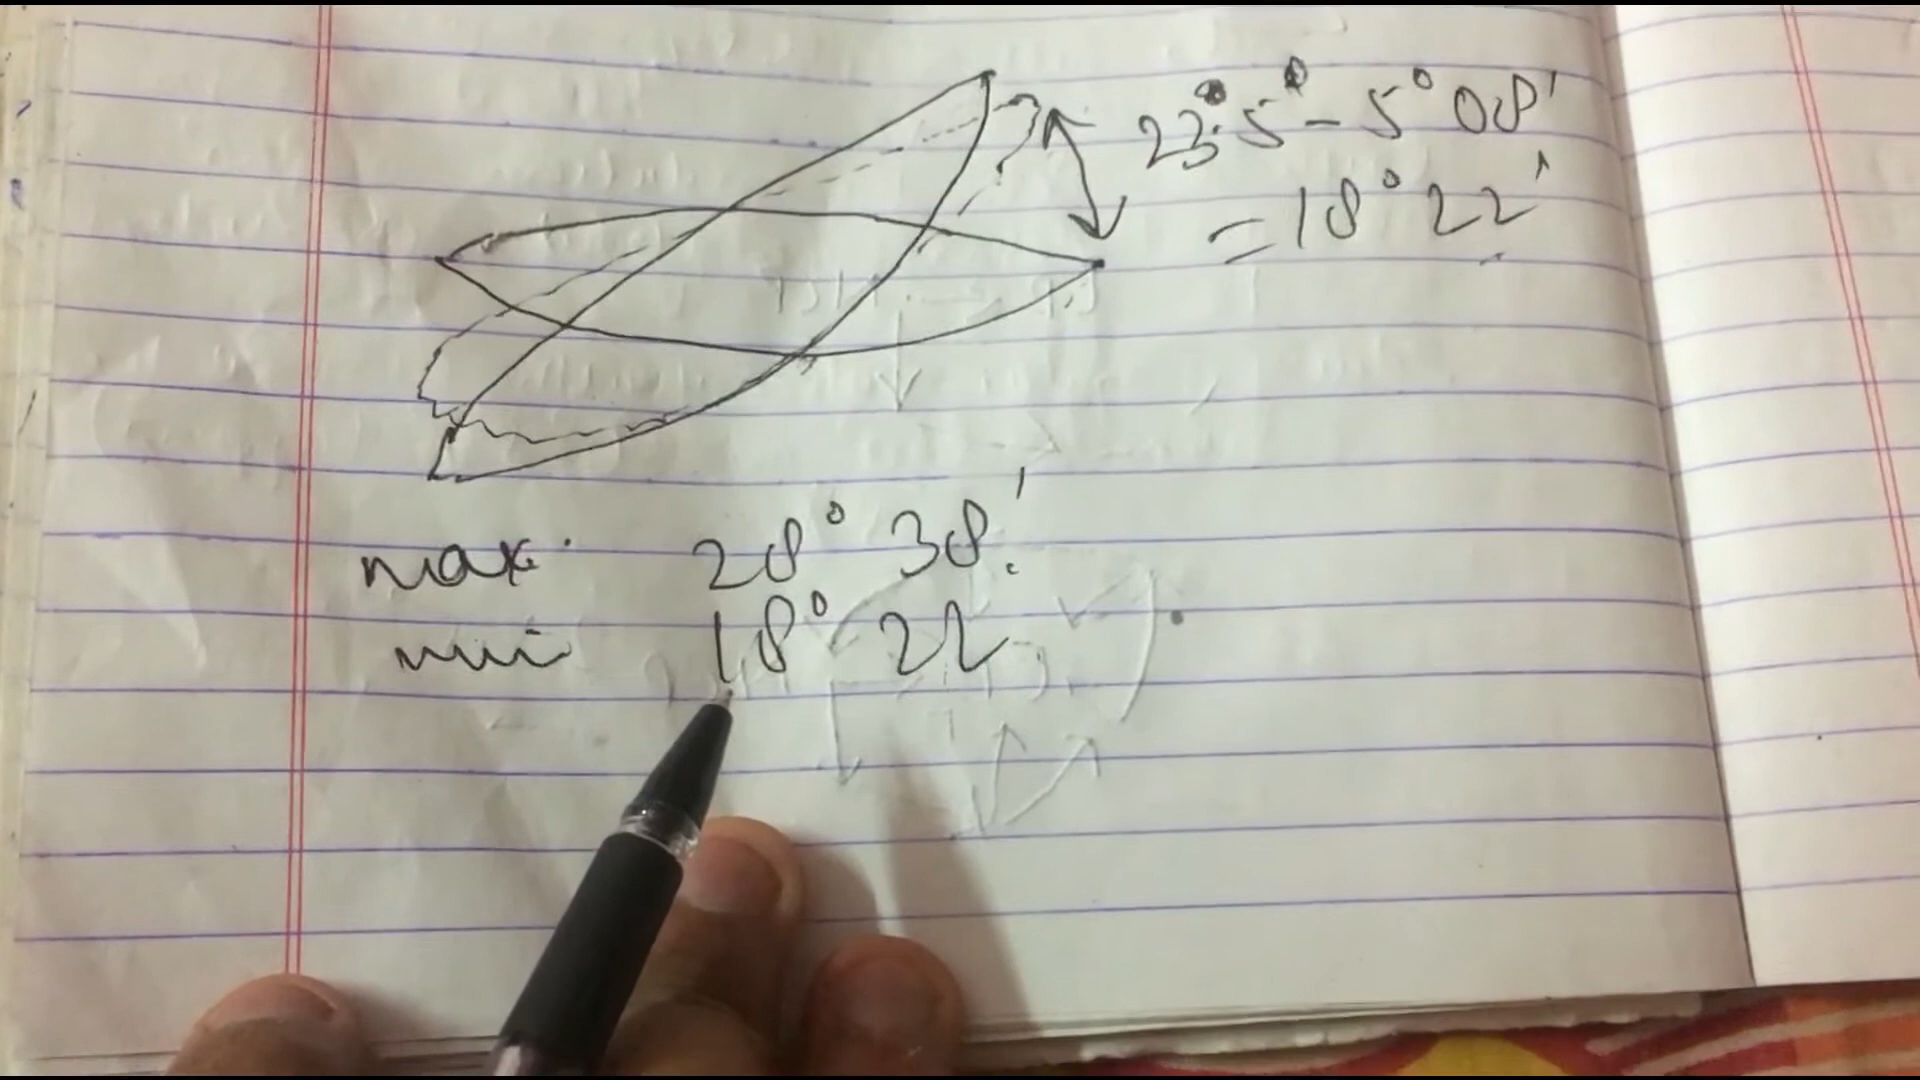 23.5° - 5° 08'
= 18° 22'
max. 28° 38.'
min 18° 22